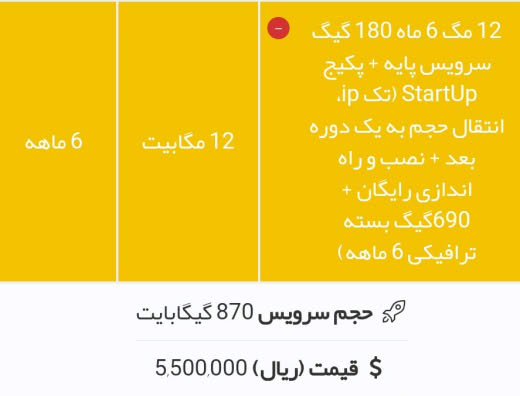 12 مگ 6 ماه 180 گیگ
سرویس پایه + پکیج
StartUp (تک ip،
انتقال حجم به یک دوره
بعد + نصب و راه
اندازی رایگان +
690گیگ بسته
ترافیکی 6 ماهه)
12 مگابیت
6 ماهه
حجم سرویس 870 گیگابایت
$ قیمت (ریال) 5,500,000